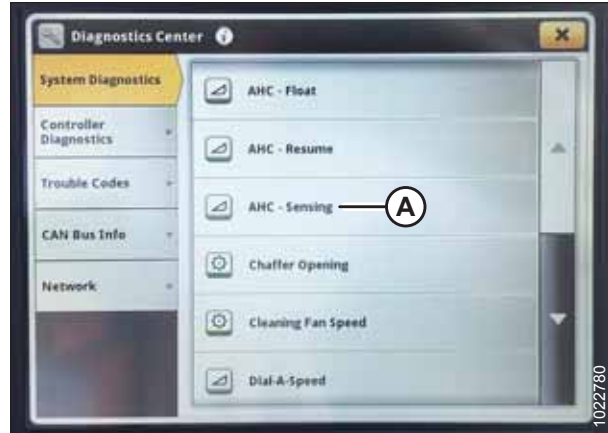 Diagnostics Center
System Diagnostics
AHC - Float
Controller
Diagnostics
AHC - Resume
Trouble Codes
AHC - Sensing
A
CAN Bus Info
Chaffer Opening
Network
Cleaning Fan Speed
Dial-A-Speed
1022780